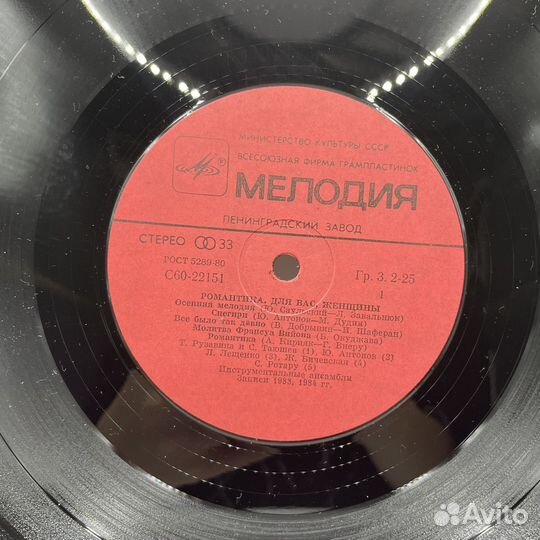 МИНИСТЕРСТВО КУЛЬТУРЫ СССР
ВСЕСОЮЗНАЯ ФИРМА ГРАМПЛАСТИНОК
МЕЛОДИЯ
ЛЕНИНГРАДСКИЙ ЗАВОД
СТЕРЕО 33
ГОСТ 5289-80
С60-22151
Гр. 3. 2-25
1
РОМАНТИКА. ДЛЯ ВАС, ЖЕНЩИНЫ
Осенняя мелодия (Ю. Саульский—Л. Завальнюк)
Снегири (Ю. Антонов—М. Дудин)
Все было так давно (В. Добрынин—И. Шаферан)
Молитва Франсуа Вийона (Б. Окуджава)
Романтика (А. Кирияк—Г. Виеру)
Т. Рузавина и С. Таюшев (1), Ю. Антонов (2)
Л. Лещенко (3), Ж. Бичевская (4)
С. Ротару (5)
Инструментальные ансамбли
Записи 1983, 1984 гг.
Avito